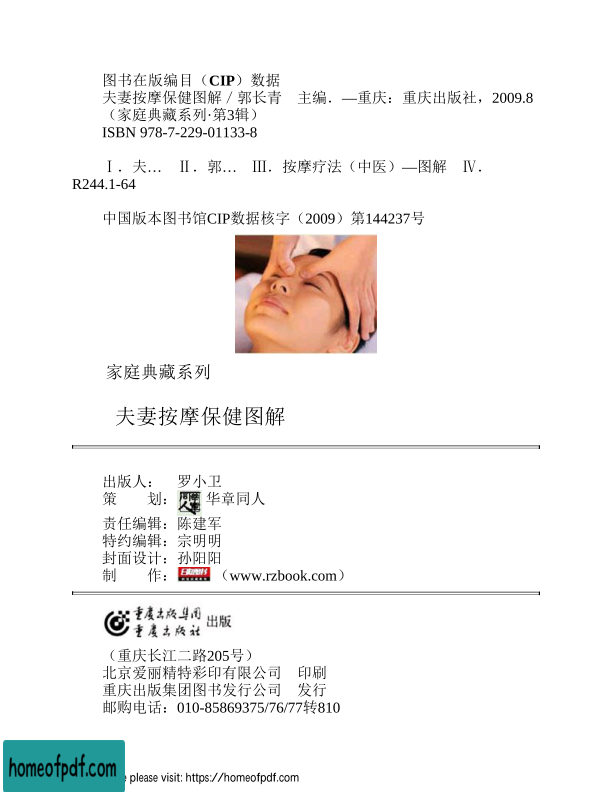 图书在版编目（CIP）数据
夫妻按摩保健图解／郭长青　主编．—重庆：重庆出版社，2009.8
（家庭典藏系列·第3辑）
ISBN 978-7-229-01133-8
Ⅰ．夫…　Ⅱ．郭…　Ⅲ．按摩疗法（中医）—图解　Ⅳ．
R244.1-64
中国版本图书馆CIP数据核字（2009）第144237号
家庭典藏系列
夫妻按摩保健图解
出版人：　罗小卫
策　　划：华章同人 华章同人
责任编辑：陈建军
特约编辑：宗明明
封面设计：孙阳阳
制　　作：（www.rzbook.com）
重庆出版集团
重庆出版社 出版
（重庆长江二路205号）
北京爱丽精特彩印有限公司　印刷
重庆出版集团图书发行公司　发行
邮购电话：010-85869375/76/77转810
homeofpdf.com
please visit: https://homeofpdf.com